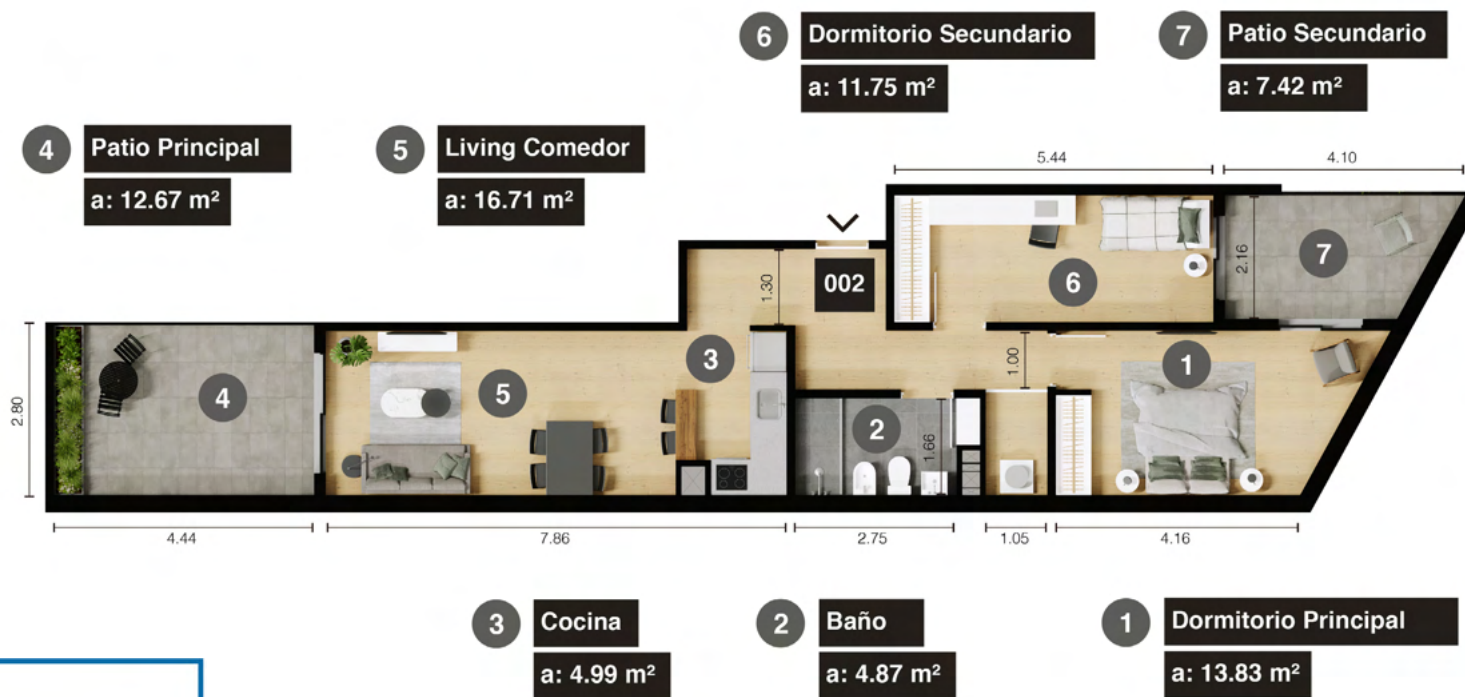 6 Dormitorio Secundario
a: 11.75 m²
7 Patio Secundario
a: 7.42 m²
4 Patio Principal
a: 12.67 m²
5 Living Comedor
a: 16.71 m²
5.44
4.10
002
1.30
6
2.16
7
2.80
4
5
3
1.00
1
2
1.66
4.44
7.86
2.75
1.05
4.16
3 Cocina
a: 4.99 m²
2 Baño
a: 4.87 m²
1 Dormitorio Principal
a: 13.83 m²